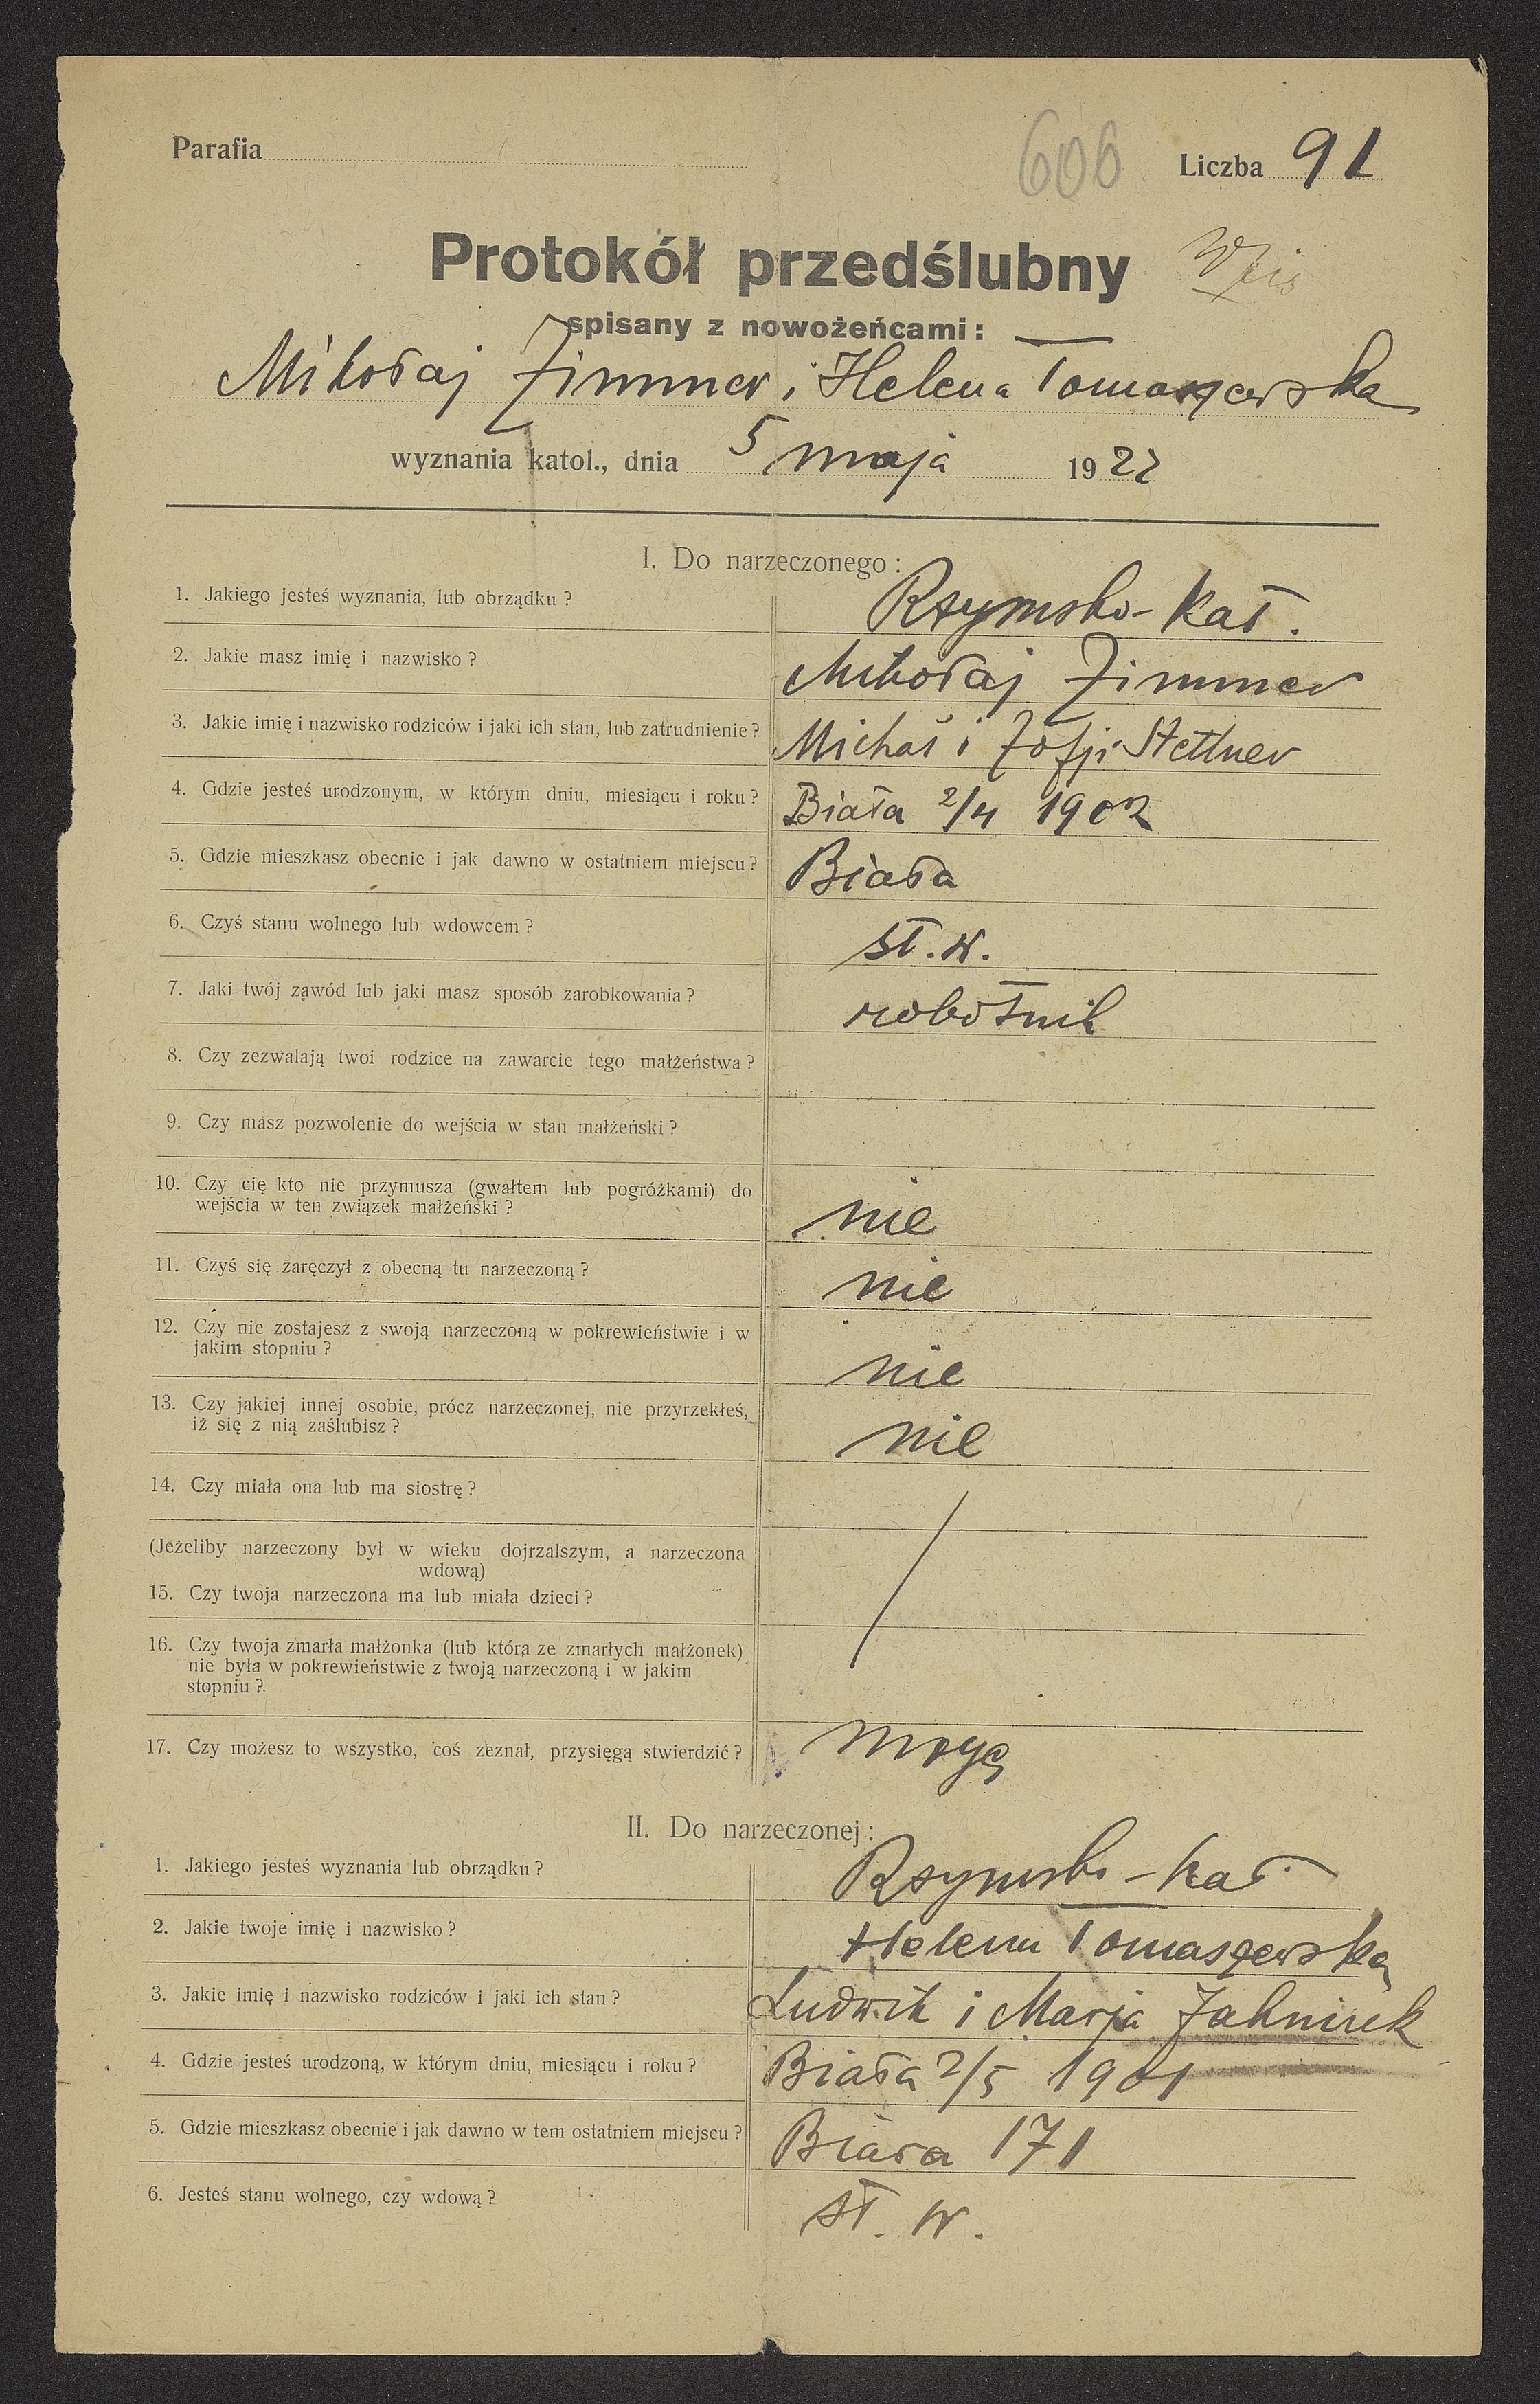 Parafia
606 Liczba 91
Protokół przedślubny
spisany z nowożeńcami:
Mikołaj Zimmer i Helena Tomaszewska
wyznania katol., dnia 5 maja 1922
I. Do narzeczonego:
1. Jakiego jesteś wyznania, lub obrządku? Rzymsko-kat.
2. Jakie masz imię i nazwisko? Mikołaj Zimmer
3. Jakie imię i nazwisko rodziców i jaki ich stan, lub zatrudnienie? Michał i Zofji Stettner
4. Gdzie jesteś urodzonym, w którym dniu, miesiącu i roku? Biała 2/4 1902
5. Gdzie mieszkasz obecnie i jak dawno w ostatniem miejscu? Biała
6. Czyś stanu wolnego lub wdowcem? st. w.
7. Jaki twój zawód lub jaki masz sposób zarobkowania? robotnik
8. Czy zezwalają twoi rodzice na zawarcie tego małżeństwa?
9. Czy masz pozwolenie do wejścia w stan małżeński?
10. Czy cię kto nie przymusza (gwałtem lub pogróżkami) do
wejścia w ten związek małżeński? nie
11. Czyś się zaręczył z obecną tu narzeczoną? nie
12. Czy nie zostajesz z swoją narzeczoną w pokrewieństwie i w
jakim stopniu? nie
13. Czy jakiej innej osobie, prócz narzeczonej, nie przyrzekłeś,
iż się z nią zaślubisz? nie
14. Czy miała ona lub ma siostrę?
(Jeżeliby narzeczony był w wieku dojrzalszym, a narzeczona
wdową)
15. Czy twoja narzeczona ma lub miała dzieci?
16. Czy twoja zmarła małżonka (lub która ze zmarłych małżonek)
nie była w pokrewieństwie z twoją narzeczoną i w jakim
stopniu?
17. Czy możesz to wszystko, coś zeznał, przysięgą stwierdzić? mogę
II. Do narzeczonej:
1. Jakiego jesteś wyznania lub obrządku? Rzymsko-kat.
2. Jakie twoje imię i nazwisko? Helena Tomaszewska
3. Jakie imię i nazwisko rodziców i jaki ich stan? Ludwik i Marja
4. Gdzie jesteś urodzoną, w którym dniu, miesiącu i roku? Biała 2/5 1901
5. Gdzie mieszkasz obecnie i jak dawno w tem ostatniem miejscu? Biała 171
6. Jesteś stanu wolnego, czy wdową? st. w.